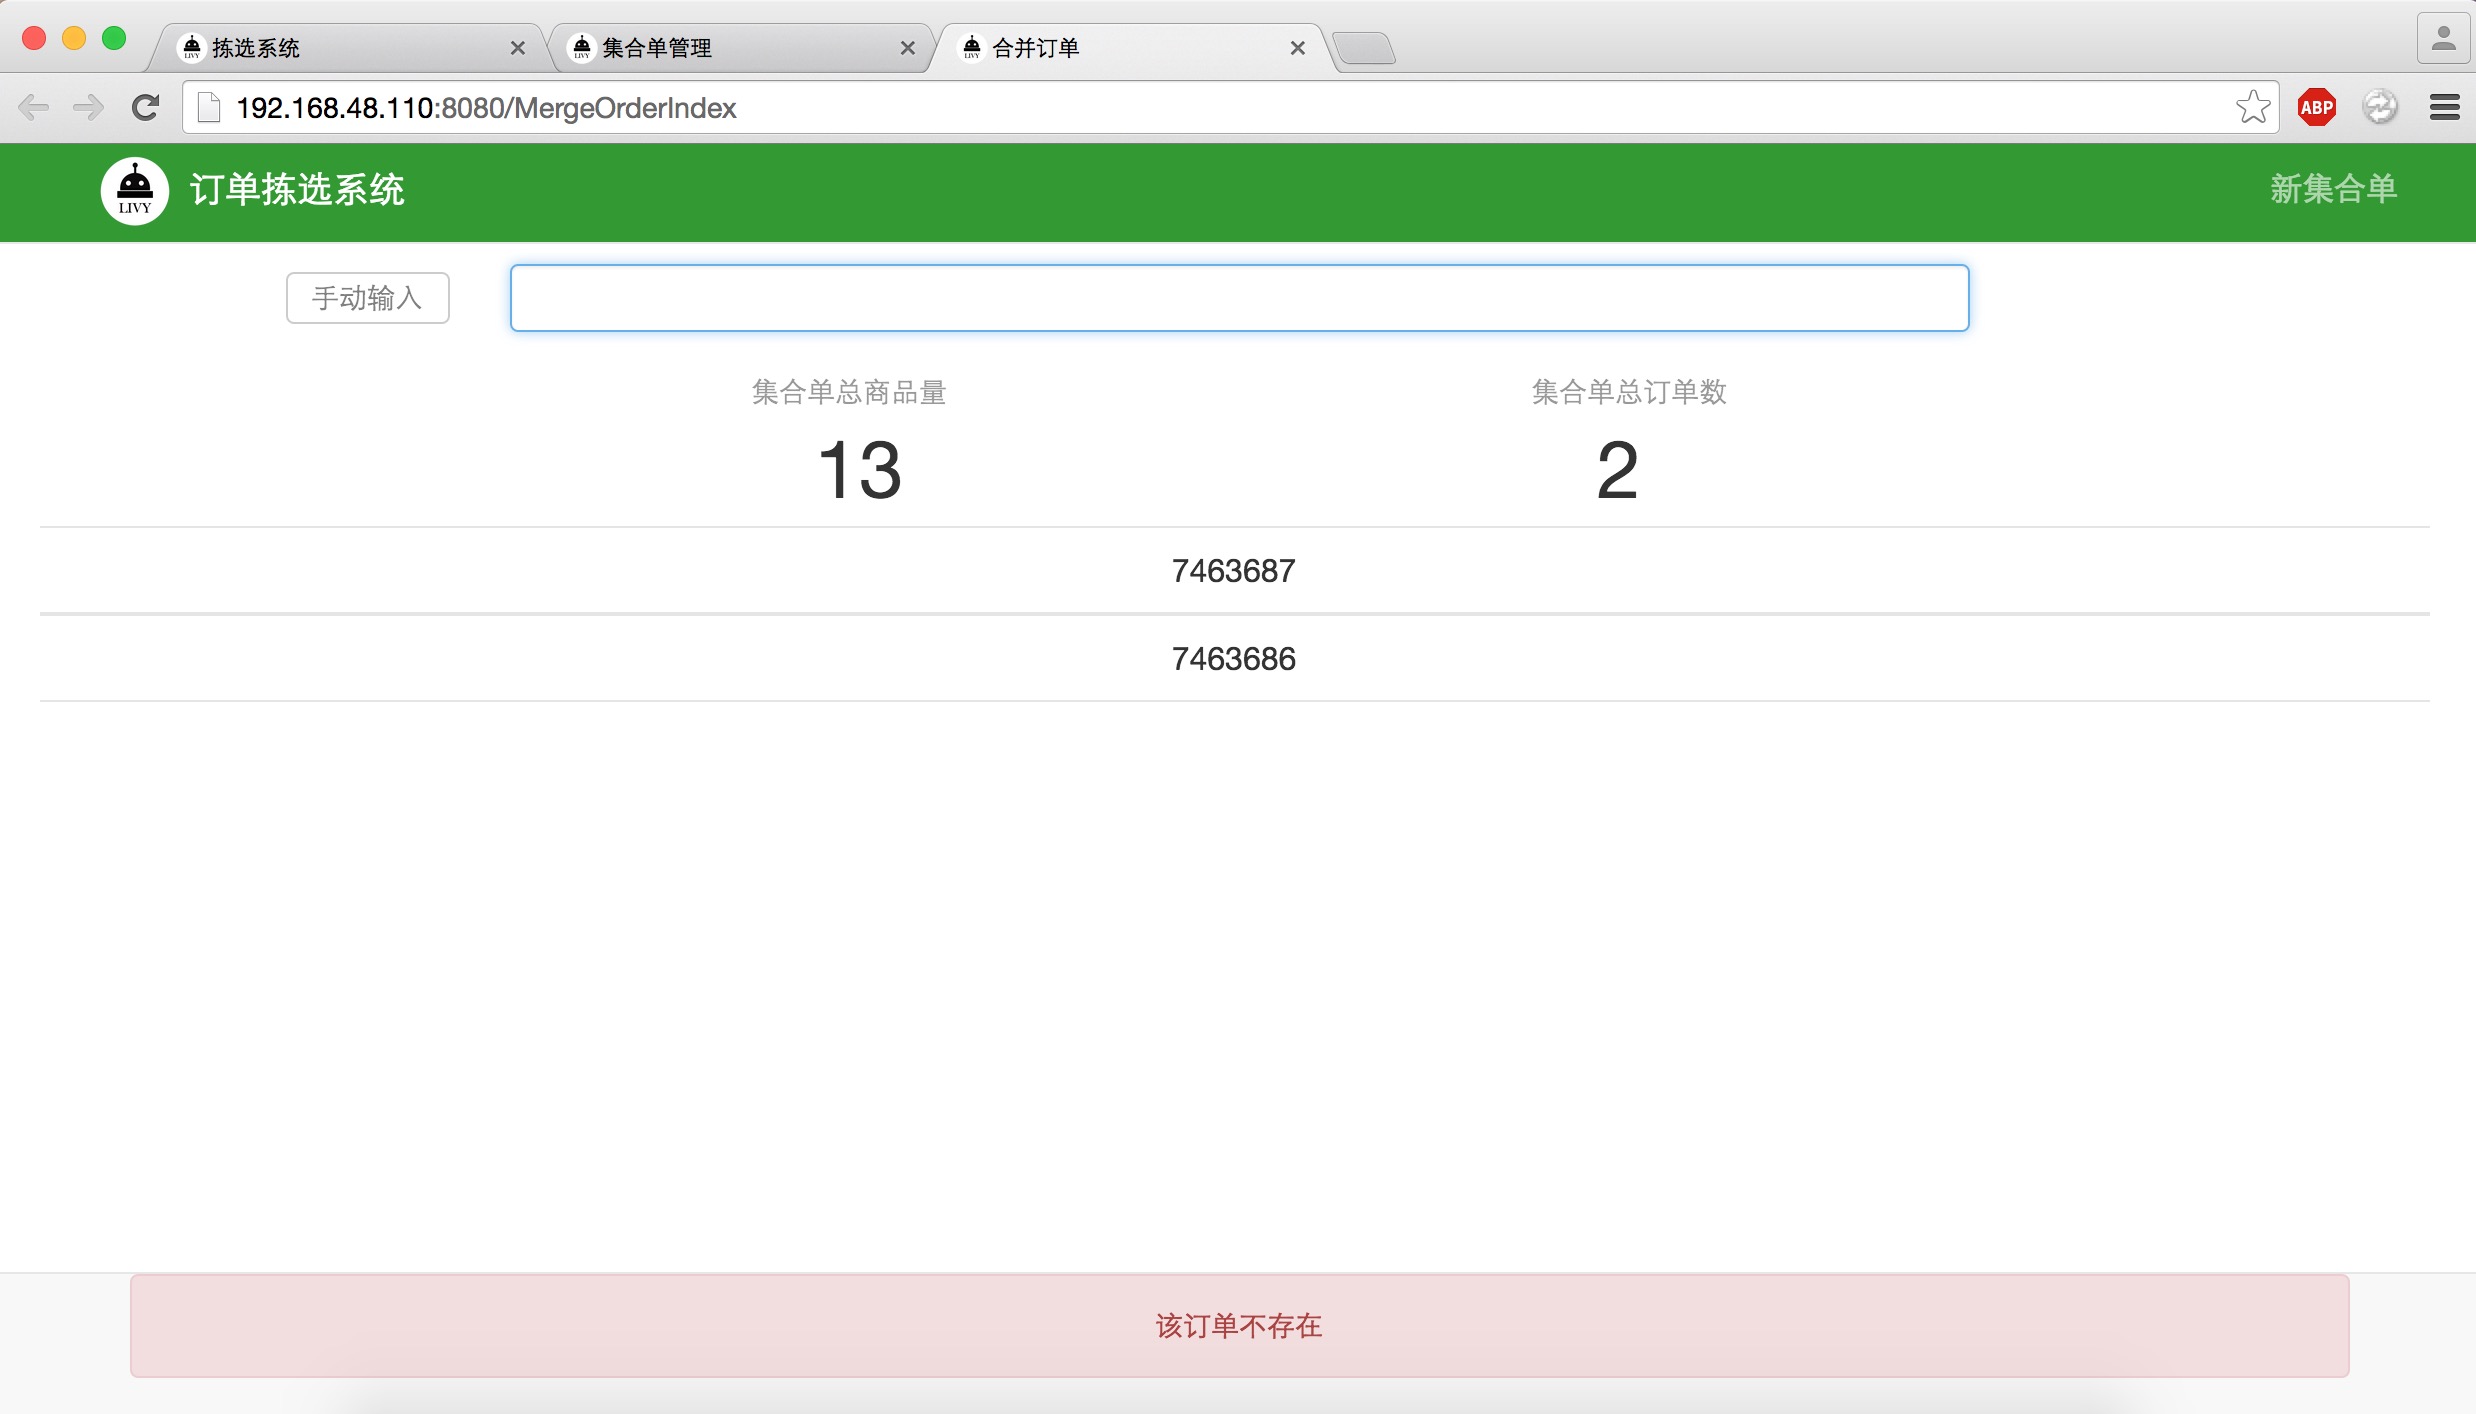 拣选系统
集合单管理
合并订单
192.168.48.110:8080/MergeOrderIndex
ABP
LIVY
订单拣选系统
新集合单
手动输入
集合单总商品量
集合单总订单数
13
2
7463687
7463686
该订单不存在